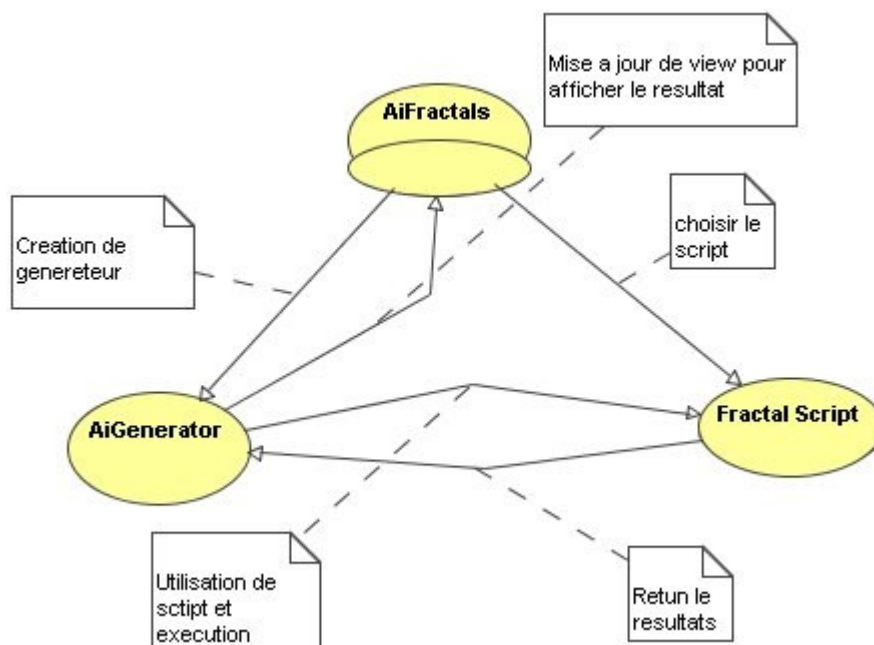 Mise a jour de view pour
afficher le resultat
AiFractals
choisir le
script
Creation de
genereteur
AiGenerator
Fractal Script
Utilisation de
sctipt et
execution
Retun le
resultats